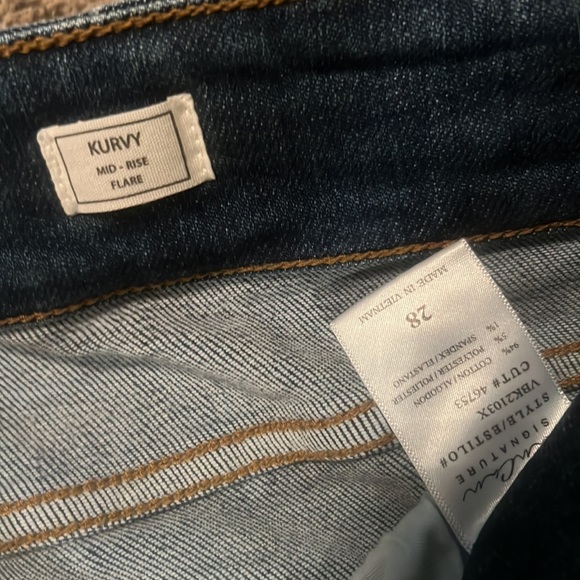 KURVY
MID - RISE
FLARE
SIGNATURE
STYLE/ESTILO#
VBK2103X
CUT# 46753
94% COTTON/ALGODON
5% POLYESTER/POLIESTER
1% SPANDEX/ELASTANO
28
MADE IN VIETNAM